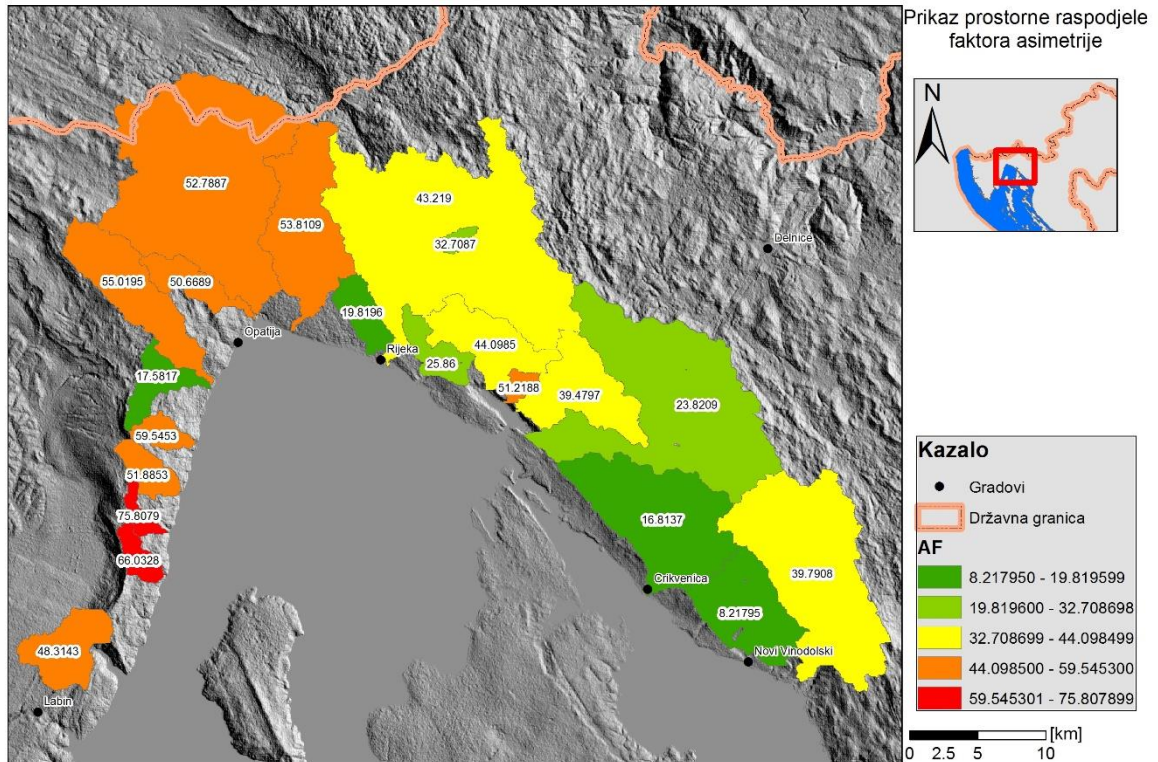 Prikaz prostorne raspodjele
faktora asimetrije
N
52.7887
43.219
53.8109
32.7087
Delnice
55.0195
50.6689
19.8196
Opatija
44.0985
Rijeka
25.86
17.5817
51.2188
39.4797
23.8209
59.5453
51.8853
75.8079
16.8137
66.0328
39.7908
Crikvenica
8.21795
48.3143
Novi Vinodolski
Labin
Kazalo
Gradovi
Državna granica
AF
8.217950 - 19.819599
19.819600 - 32.708698
32.708699 - 44.098499
44.098500 - 59.545300
59.545301 - 75.807899
[km]
0 2.5 5 10